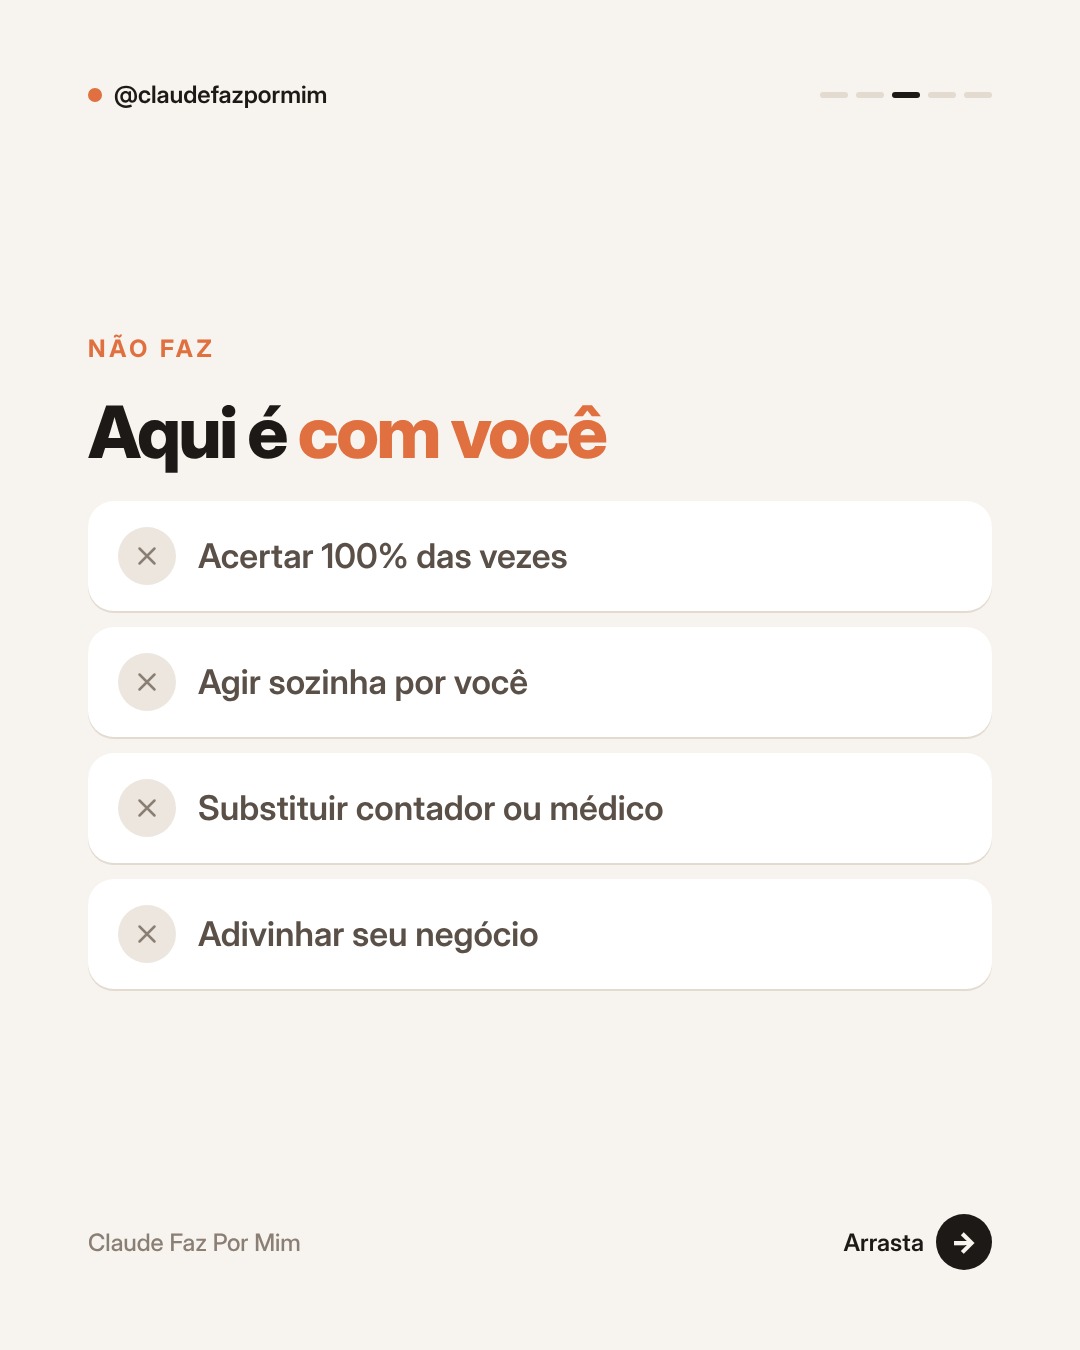 @claudefazpormim
NÃO FAZ
Aqui é com você
Acertar 100% das vezes
Agir sozinha por você
Substituir contador ou médico
Adivinhar seu negócio
Claude Faz Por Mim
Arrasta